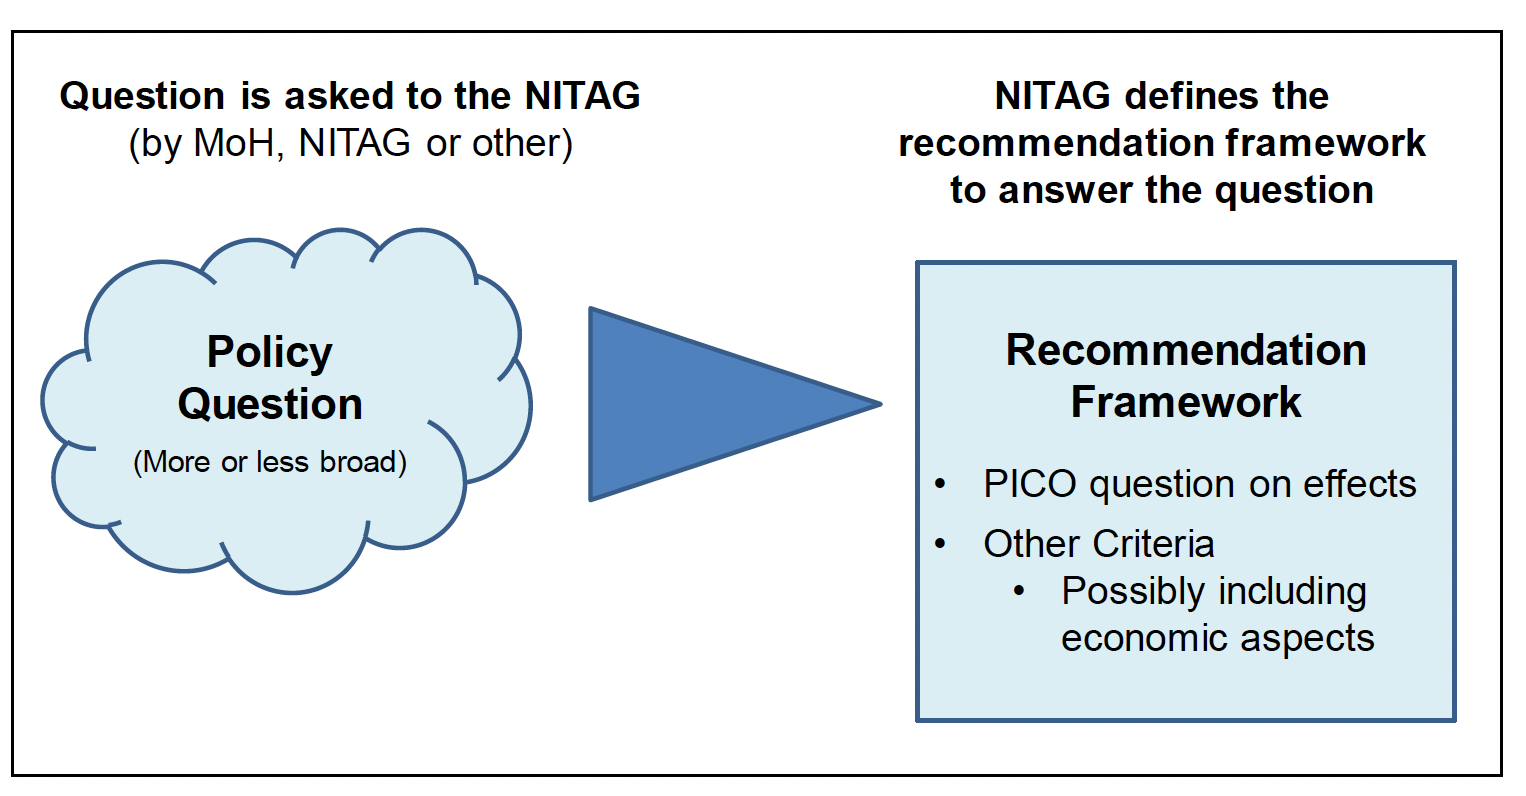 Question is asked to the NITAG
(by MoH, NITAG or other)
Policy
Question
(More or less broad)
NITAG defines the
recommendation framework
to answer the question
Recommendation
Framework
• PICO question on effects
• Other Criteria
• Possibly including
economic aspects